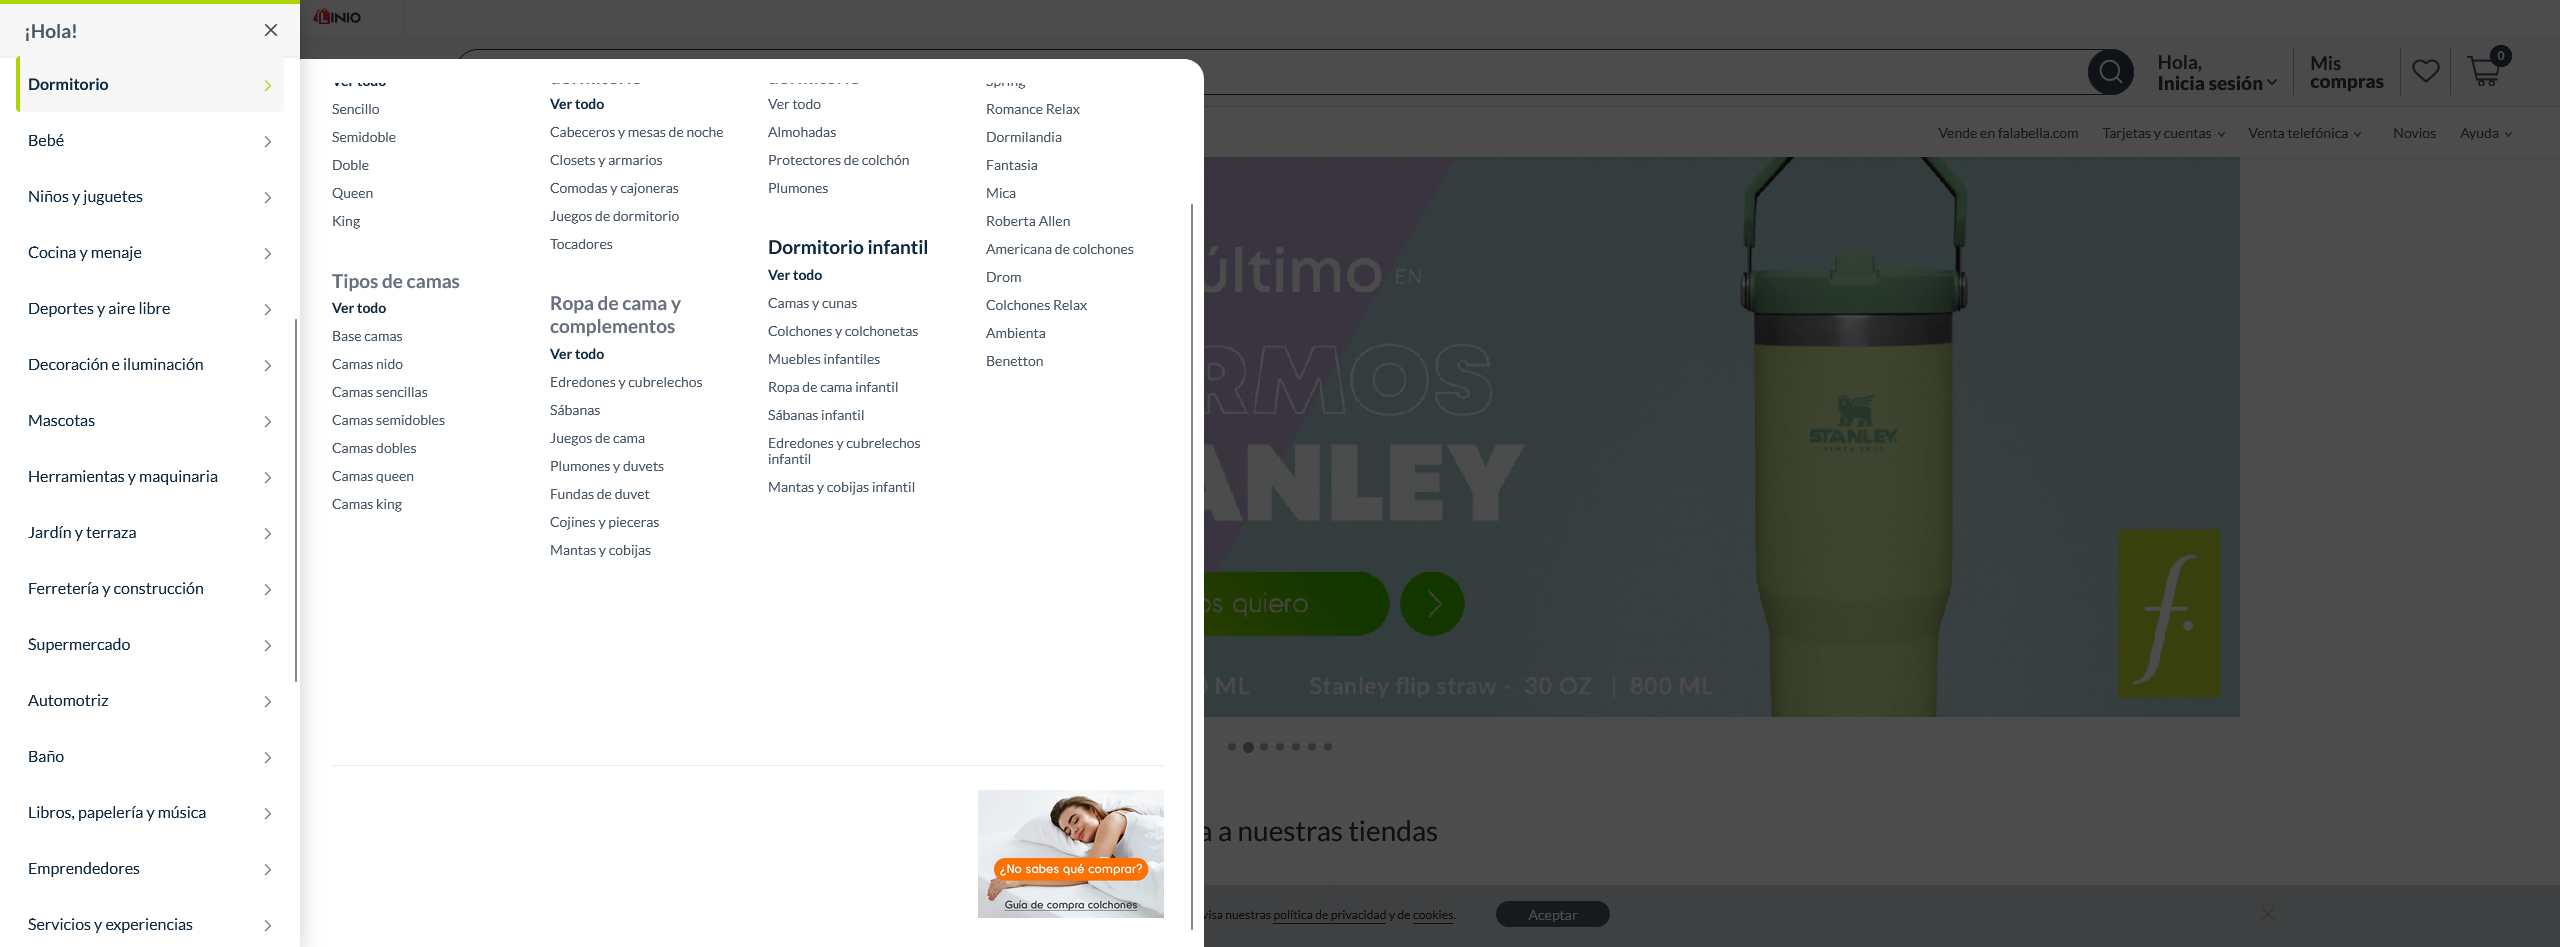 ¡Hola!
Dormitorio
Bebé
Niños y juguetes
Cocina y menaje
Deportes y aire libre
Decoración e iluminación
Mascotas
Herramientas y maquinaria
Jardín y terraza
Ferretería y construcción
Supermercado
Automotriz
Baño
Libros, papelería y música
Emprendedores
Servicios y experiencias
Ver todo
Sencillo
Semidoble
Doble
Queen
King
Tipos de camas
Ver todo
Base camas
Camas nido
Camas sencillas
Camas semidobles
Camas dobles
Camas queen
Camas king
Ver todo
Cabeceros y mesas de noche
Closets y armarios
Comodas y cajoneras
Juegos de dormitorio
Tocadores
Ropa de cama y
complementos
Ver todo
Edredones y cubrelechos
Sábanas
Juegos de cama
Plumones y duvets
Fundas de duvet
Cojines y pieceras
Mantas y cobijas
Ver todo
Almohadas
Protectores de colchón
Plumones
Dormitorio infantil
Ver todo
Camas y cunas
Colchones y colchonetas
Muebles infantiles
Ropa de cama infantil
Sábanas infantil
Edredones y cubrelechos
infantil
Mantas y cobijas infantil
Spring
Romance Relax
Dormilandia
Fantasia
Mica
Roberta Allen
Americana de colchones
Drom
Colchones Relax
Ambienta
Benetton
¿No sabes qué comprar?
Guía de compra colchones
LINIO
Hola,
Inicia sesión
Mis
compras
0
Vende en falabella.com
Tarjetas y cuentas
Venta telefónica
Novios
Ayuda
último EN
RMOS
ANLEY
os quiero
ML
Stanley flip straw - 30 OZ | 800 ML
STANLEY
SINCE 1913
f.
a nuestras tiendas
visa nuestras política de privacidad y de cookies.
Aceptar